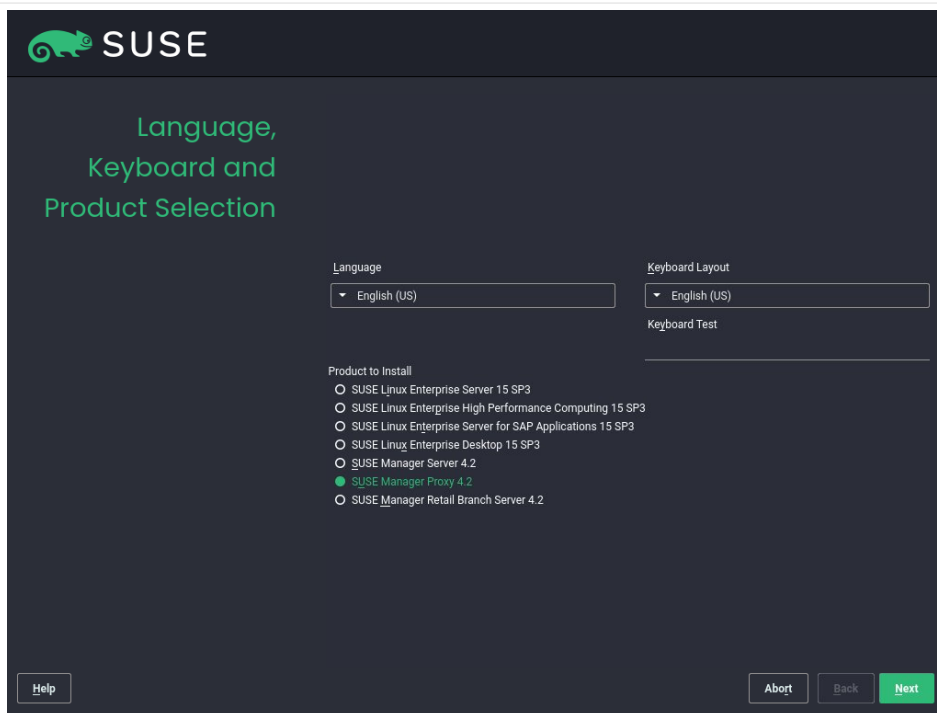 SUSE
Language,
Keyboard and
Product Selection
Language
Keyboard Layout
English (US)
English (US)
Keyboard Test
Product to Install
SUSE Linux Enterprise Server 15 SP3
SUSE Linux Enterprise High Performance Computing 15 SP3
SUSE Linux Enterprise Server for SAP Applications 15 SP3
SUSE Linux Enterprise Desktop 15 SP3
SUSE Manager Server 4.2
SUSE Manager Proxy 4.2
SUSE Manager Retail Branch Server 4.2
Help
Abort
Back
Next